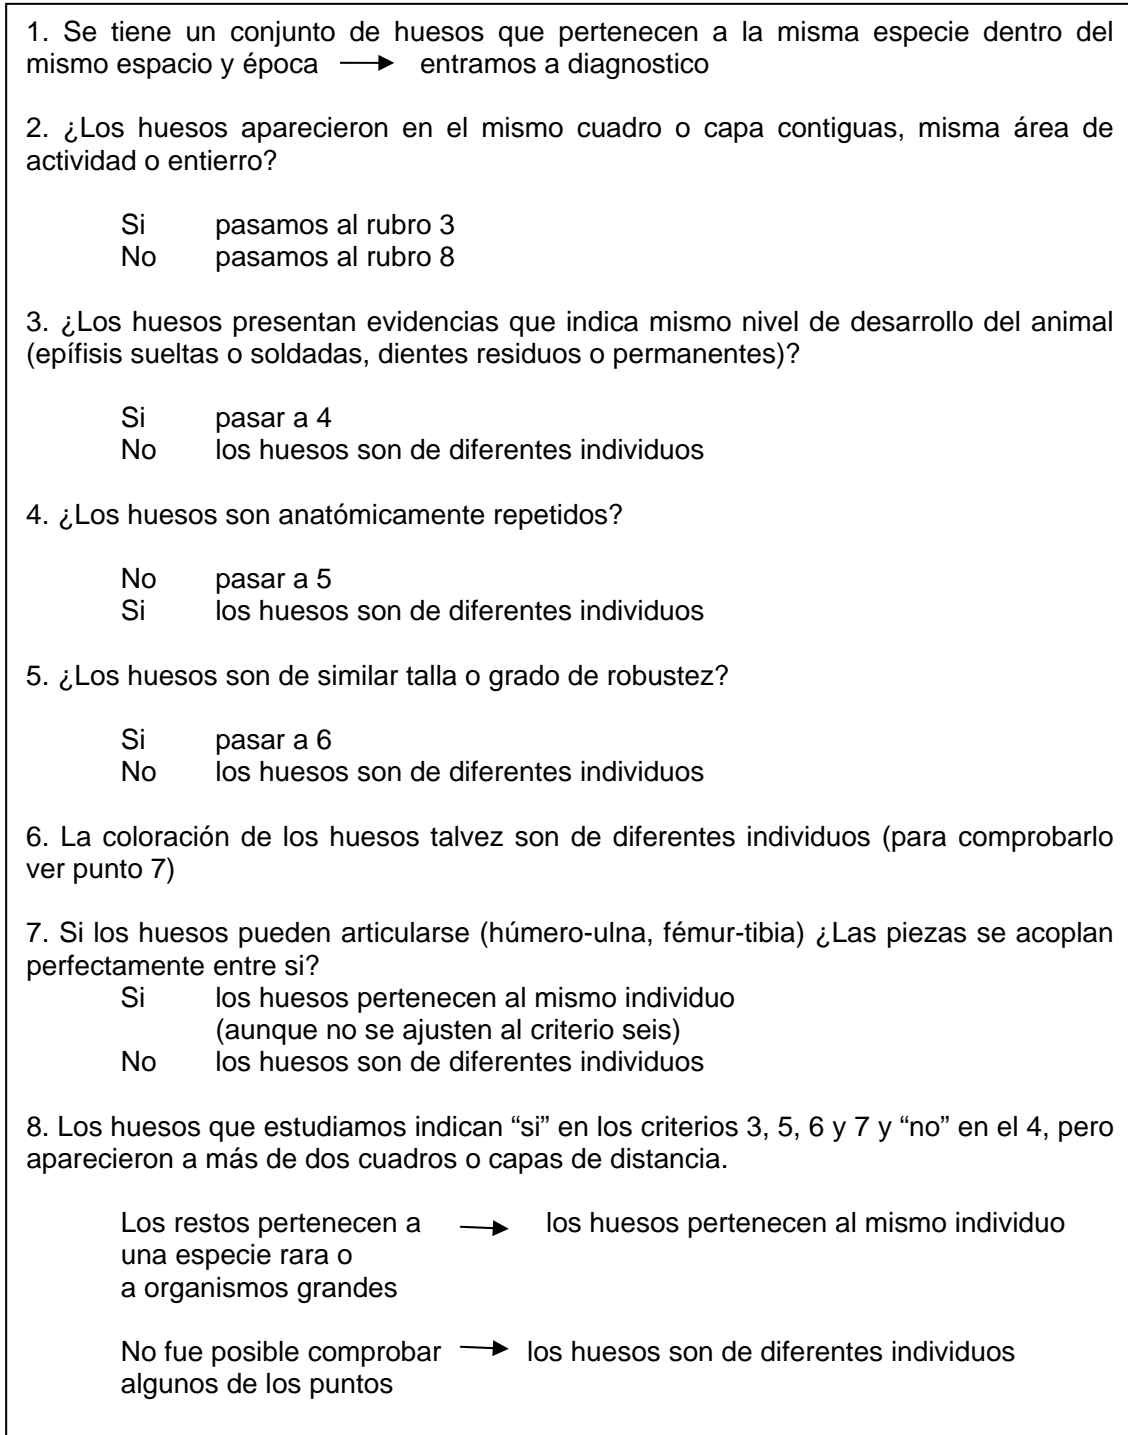 1. Se tiene un conjunto de huesos que pertenecen a la misma especie dentro del
mismo espacio y época → entramos a diagnostico
2. ¿Los huesos aparecieron en el mismo cuadro o capa contiguas, misma área de
actividad o entierro?
Si pasamos al rubro 3
No pasamos al rubro 8
3. ¿Los huesos presentan evidencias que indica mismo nivel de desarrollo del animal
(epífisis sueltas o soldadas, dientes residuos o permanentes)?
Si pasar a 4
No los huesos son de diferentes individuos
4. ¿Los huesos son anatómicamente repetidos?
No pasar a 5
Si los huesos son de diferentes individuos
5. ¿Los huesos son de similar talla o grado de robustez?
Si pasar a 6
No los huesos son de diferentes individuos
6. La coloración de los huesos talvez son de diferentes individuos (para comprobarlo
ver punto 7)
7. Si los huesos pueden articularse (húmero-ulna, fémur-tibia) ¿Las piezas se acoplan
perfectamente entre si?
Si los huesos pertenecen al mismo individuo
(aunque no se ajusten al criterio seis)
No los huesos son de diferentes individuos
8. Los huesos que estudiamos indican “si” en los criterios 3, 5, 6 y 7 y “no” en el 4, pero
aparecieron a más de dos cuadros o capas de distancia.
Los restos pertenecen a → los huesos pertenecen al mismo individuo
una especie rara o
a organismos grandes
No fue posible comprobar → los huesos son de diferentes individuos
algunos de los puntos